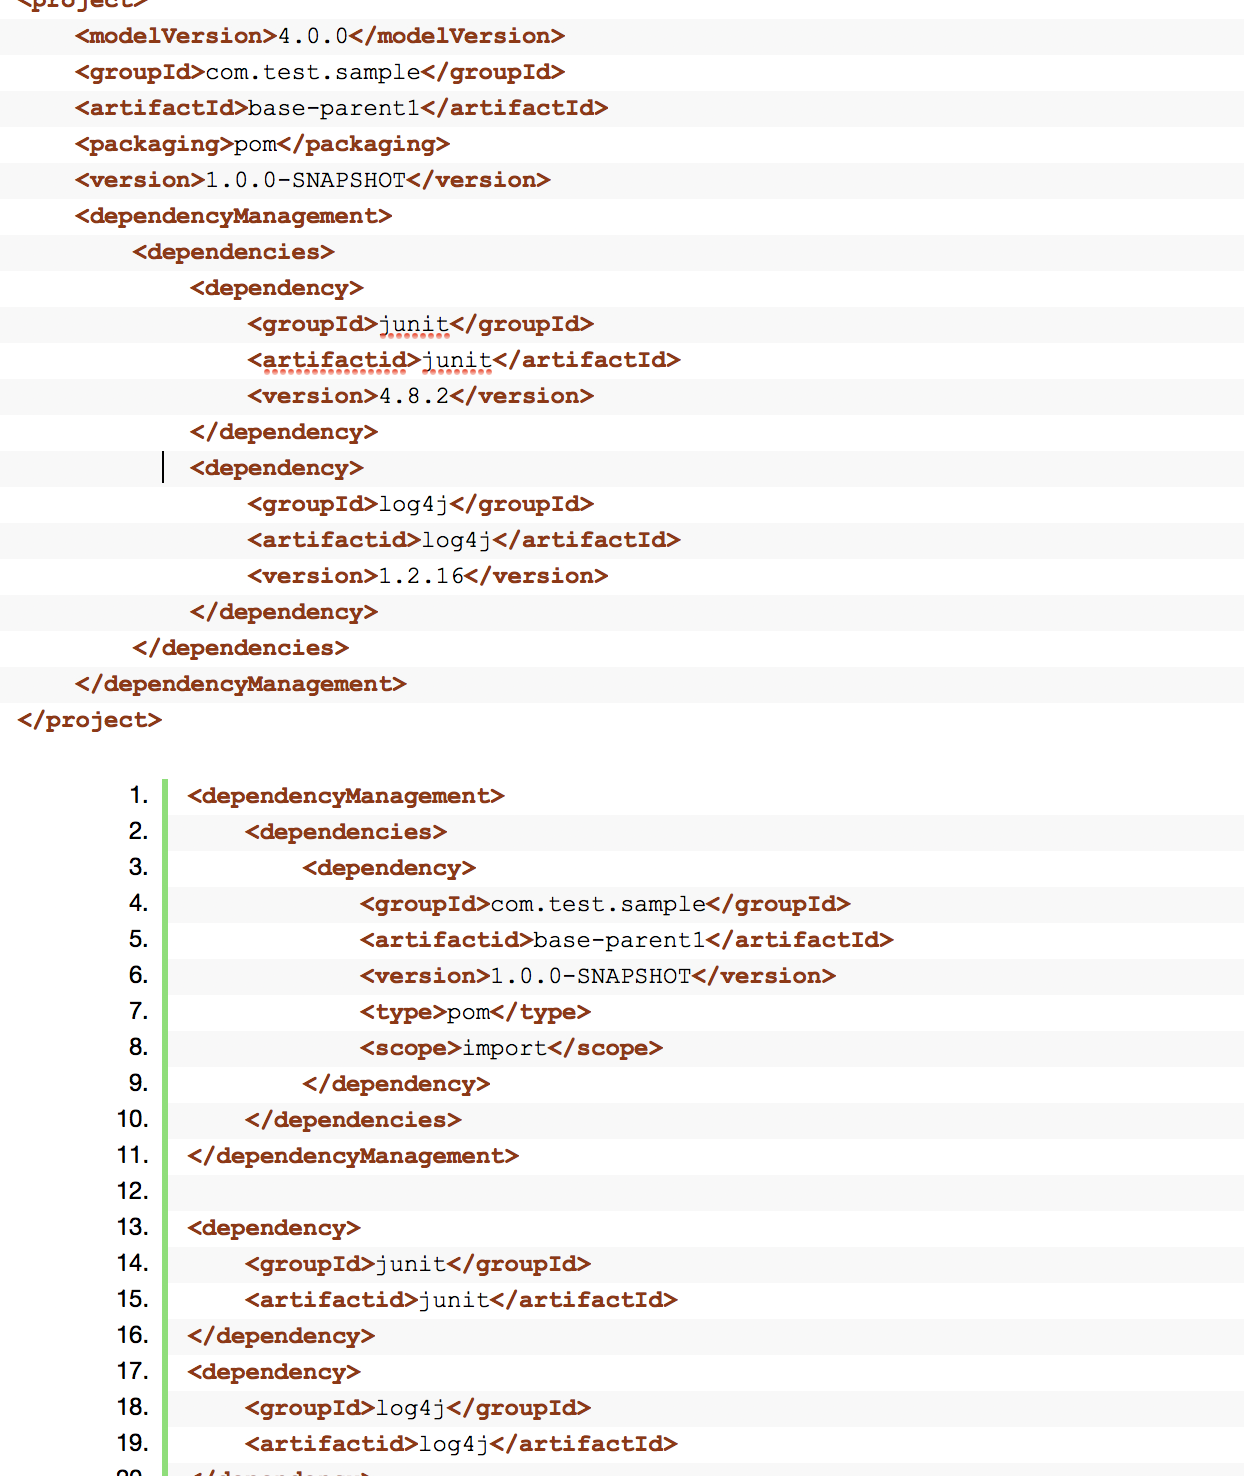 <project>
<modelVersion>4.0.0</modelVersion>
<groupId>com.test.sample</groupId>
<artifactId>base-parent1</artifactId>
<packaging>pom</packaging>
<version>1.0.0-SNAPSHOT</version>
<dependencyManagement>
<dependencies>
<dependency>
<groupId>junit</groupId>
<artifactid>junit</artifactId>
<version>4.8.2</version>
</dependency>
<dependency>
<groupId>log4j</groupId>
<artifactid>log4j</artifactId>
<version>1.2.16</version>
</dependency>
</dependencies>
</dependencyManagement>
</project>
1. <dependencyManagement>
2. <dependencies>
3. <dependency>
4. <groupId>com.test.sample</groupId>
5. <artifactid>base-parent1</artifactId>
6. <version>1.0.0-SNAPSHOT</version>
7. <type>pom</type>
8. <scope>import</scope>
9. </dependency>
10. </dependencies>
11. </dependencyManagement>
12.
13. <dependency>
14. <groupId>junit</groupId>
15. <artifactid>junit</artifactId>
16. </dependency>
17. <dependency>
18. <groupId>log4j</groupId>
19. <artifactid>log4j</artifactId>
20. </dependency>